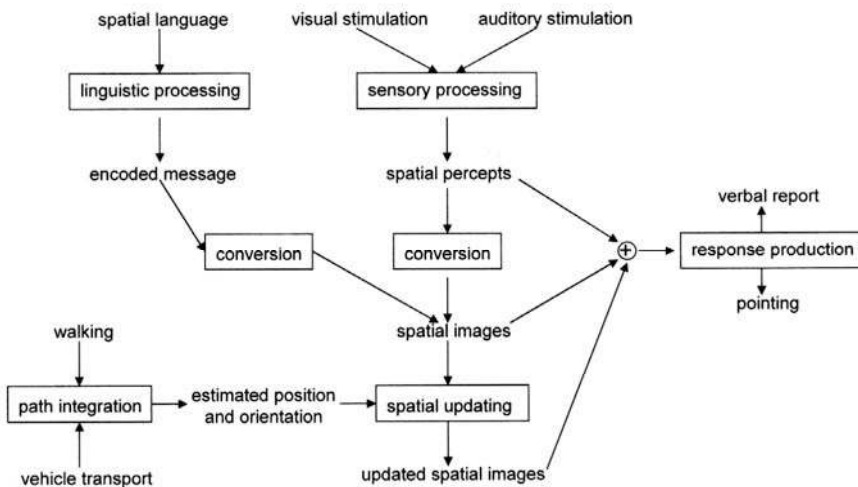 spatial language
visual stimulation
auditory stimulation
linguistic processing
sensory processing
encoded message
spatial percepts
verbal report
conversion
conversion
response production
pointing
spatial images
walking
path integration
estimated position
and orientation
spatial updating
vehicle transport
updated spatial images